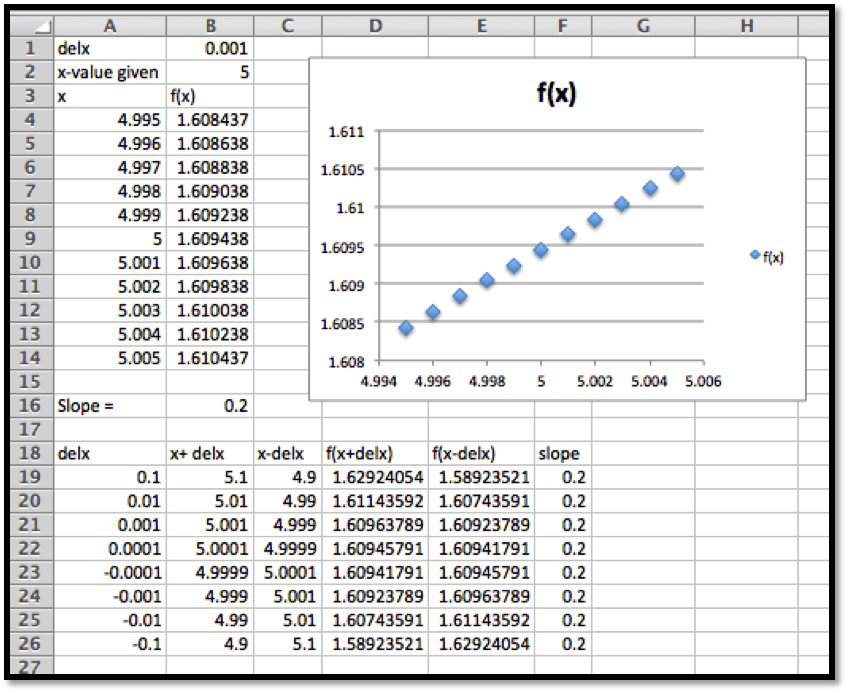 A B C D E F G H
1 delx 0.001
2 x-value given 5
3 x f(x)
4 4.995 1.608437
5 4.996 1.608638
6 4.997 1.608838
7 4.998 1.609038
8 4.999 1.609238
9 5 1.609438
10 5.001 1.609638
11 5.002 1.609838
12 5.003 1.610038
13 5.004 1.610238
14 5.005 1.610437
15
16 Slope = 0.2
17
18 delx x+ delx x-delx f(x+delx) f(x-delx) slope
19 0.1 5.1 4.9 1.62924054 1.58923521 0.2
20 0.01 5.01 4.99 1.61143592 1.60743591 0.2
21 0.001 5.001 4.999 1.60963789 1.60923789 0.2
22 0.0001 5.0001 4.9999 1.60945791 1.60941791 0.2
23 -0.0001 4.9999 5.0001 1.60941791 1.60945791 0.2
24 -0.001 4.999 5.001 1.60923789 1.60963789 0.2
25 -0.01 4.99 5.01 1.60743591 1.61143592 0.2
26 -0.1 4.9 5.1 1.58923521 1.62924054 0.2
27
f(x)
1.611
1.6105
1.61
1.6095
1.609
1.6085
1.608
4.994 4.996 4.998 5 5.002 5.004 5.006
f(x)